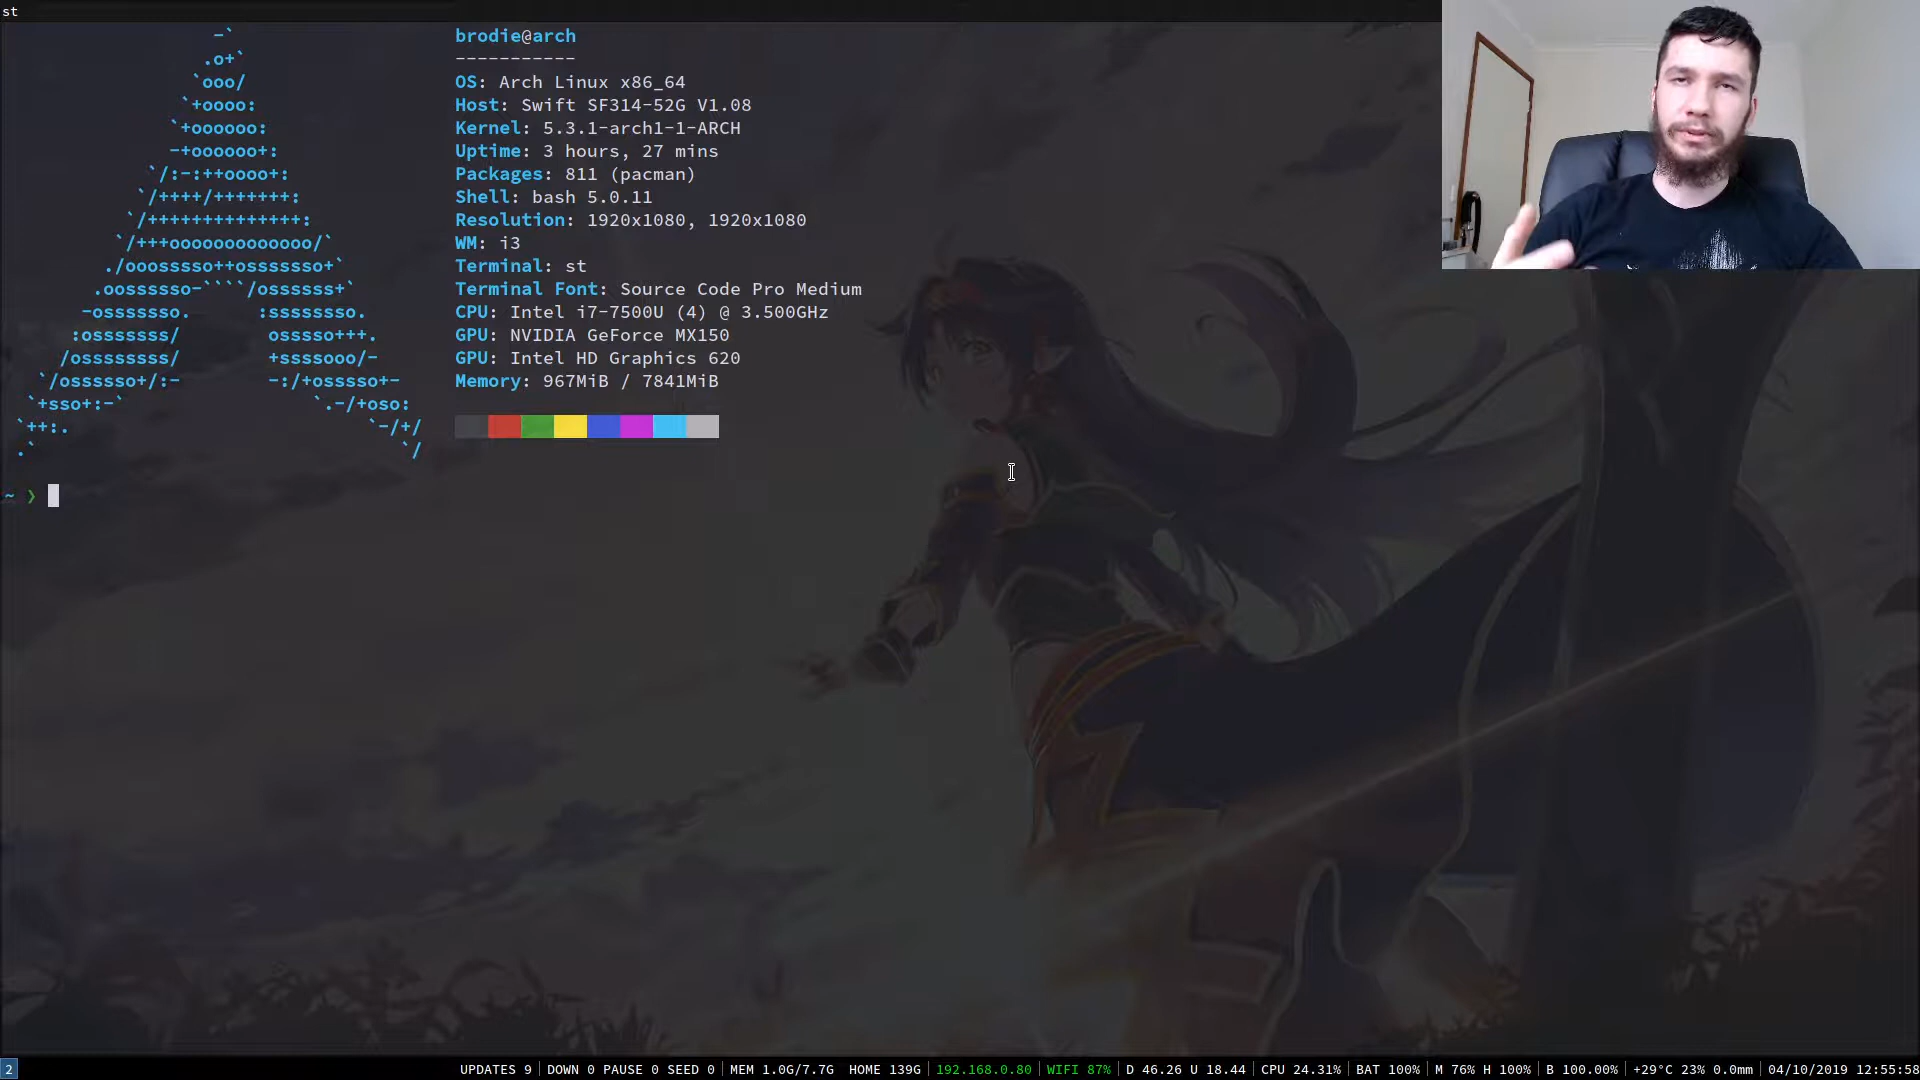 st
brodie@arch
-----------
OS: Arch Linux x86_64
Host: Swift SF314-52G V1.08
Kernel: 5.3.1-arch1-1-ARCH
Uptime: 3 hours, 27 mins
Packages: 811 (pacman)
Shell: bash 5.0.11
Resolution: 1920x1080, 1920x1080
WM: i3
Terminal: st
Terminal Font: Source Code Pro Medium
CPU: Intel i7-7500U (4) @ 3.500GHz
GPU: NVIDIA GeForce MX150
GPU: Intel HD Graphics 620
Memory: 967MiB / 7841MiB
~ ❯
2 UPDATES 9 | DOWN 0 PAUSE 0 SEED 0 | MEM 1.0G/7.7G HOME 139G | 192.168.0.80 | WIFI 87% | D 46.26 U 18.44 | CPU 24.31% | BAT 100% | M 76% H 100% | B 100.00% | +29°C 23% 0.0mm | 04/10/2019 12:55:58